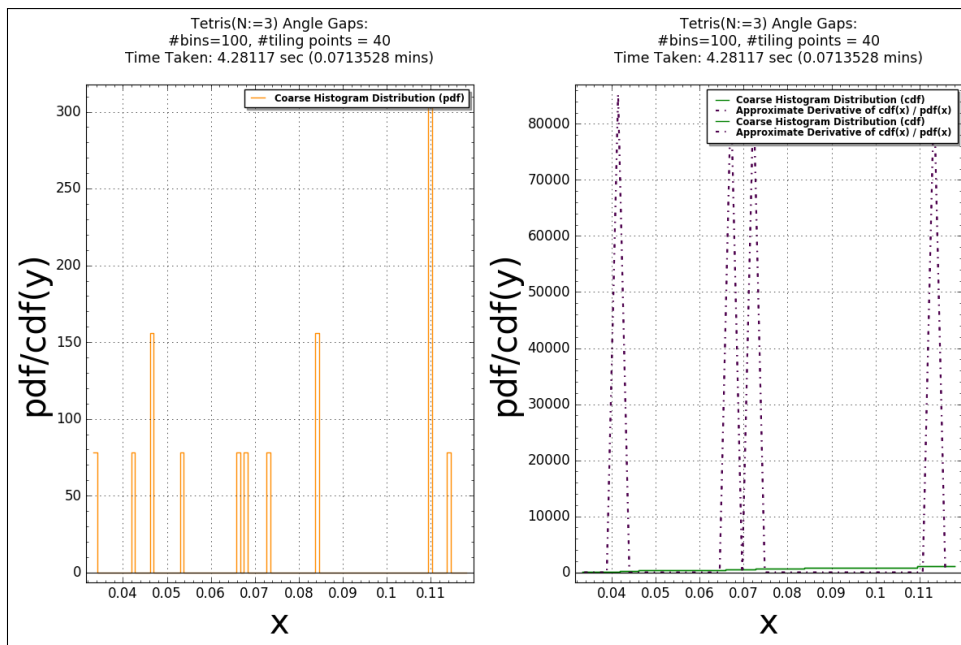 Tetris(N:=3) Angle Gaps:
#bins=100, #tiling points = 40
Time Taken: 4.28117 sec (0.0713528 mins)
Coarse Histogram Distribution (pdf)
300
250
200
150
100
50
0
pdf/cdf(y)
0.04 0.05 0.06 0.07 0.08 0.09 0.1 0.11
x
Tetris(N:=3) Angle Gaps:
#bins=100, #tiling points = 40
Time Taken: 4.28117 sec (0.0713528 mins)
Coarse Histogram Distribution (cdf)
Approximate Derivative of cdf(x) / pdf(x)
Coarse Histogram Distribution (cdf)
Approximate Derivative of cdf(x) / pdf(x)
80000
70000
60000
50000
40000
30000
20000
10000
0
pdf/cdf(y)
0.04 0.05 0.06 0.07 0.08 0.09 0.1 0.11
x